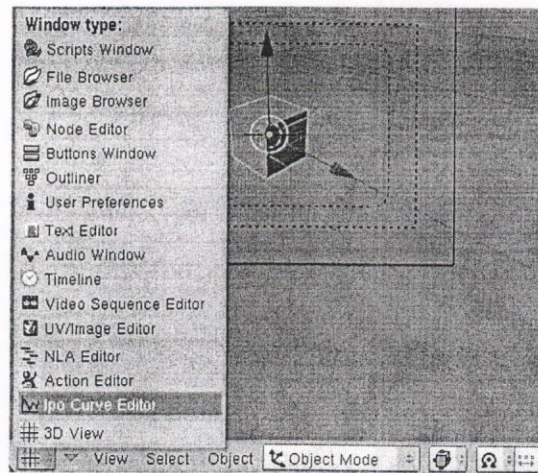 Window type:
Scripts Window
File Browser
Image Browser
Node Editor
Buttons Window
Outliner
User Preferences
Text Editor
Audio Window
Timeline
Video Sequence Editor
UV/Image Editor
NLA Editor
Action Editor
Ipo Curve Editor
3D View
View Select Object Object Mode